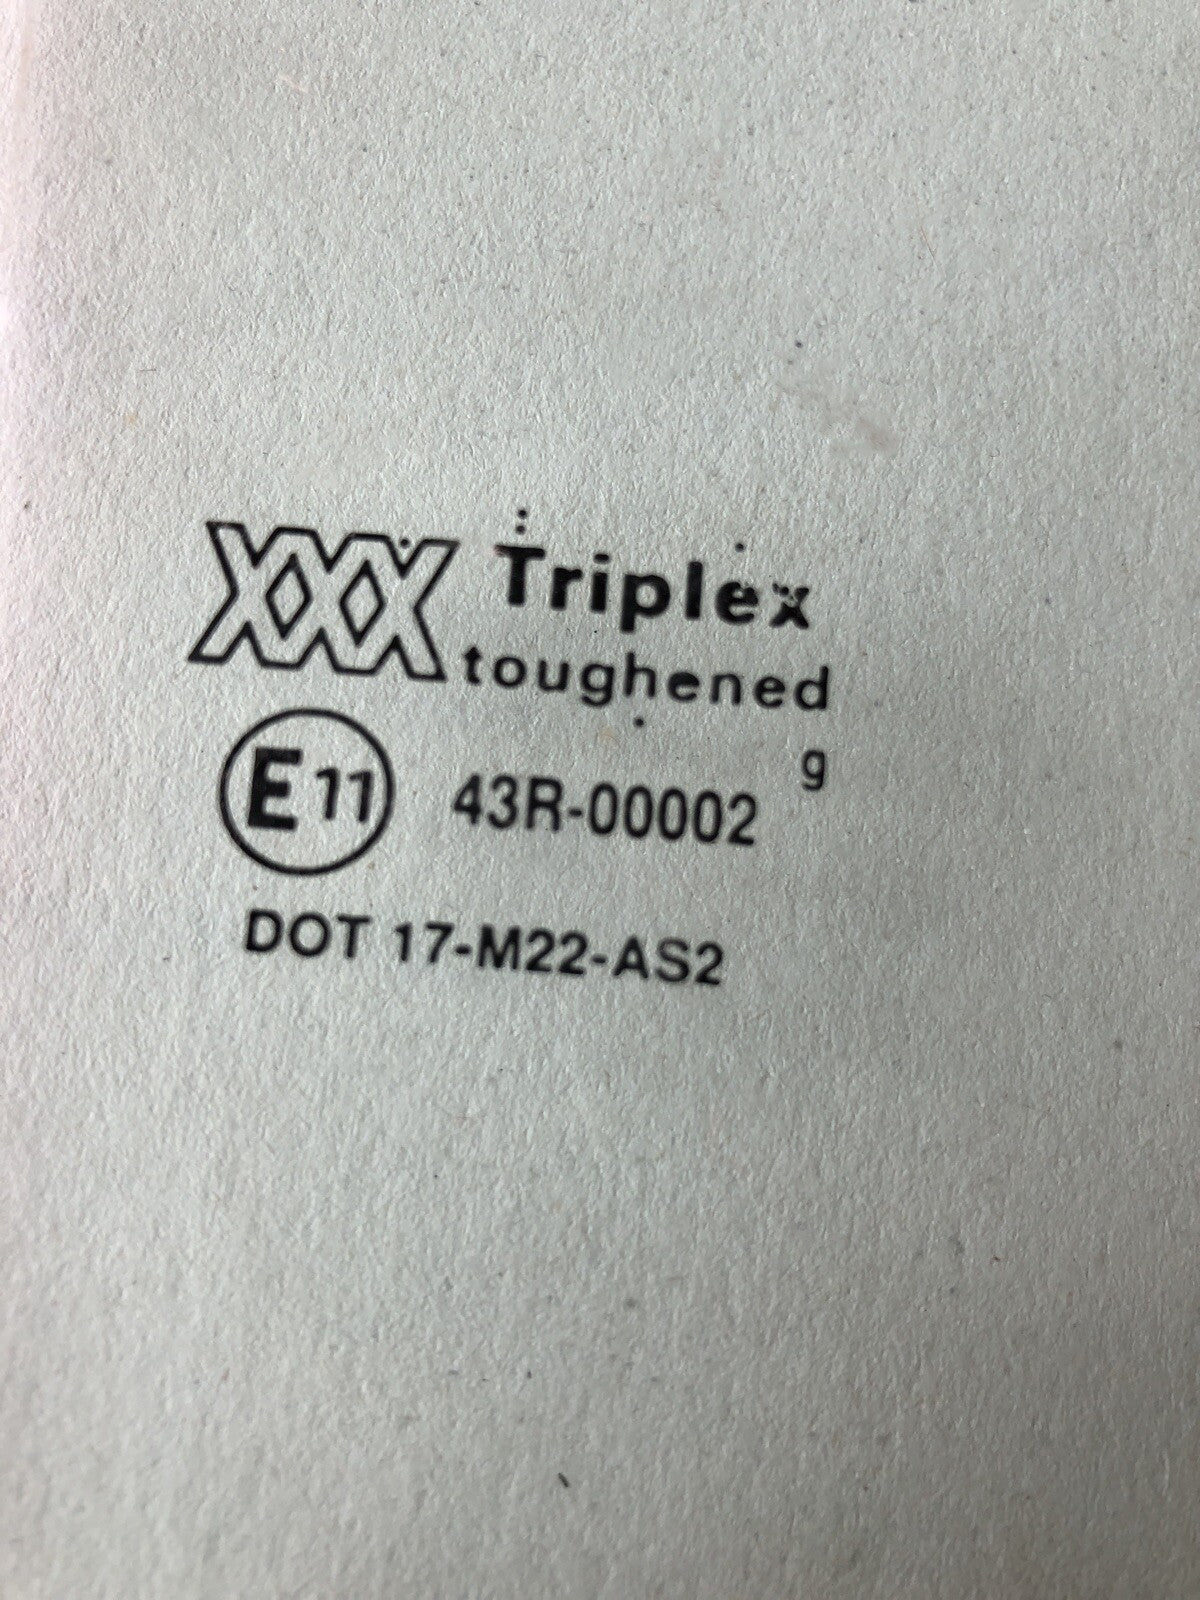 XXX Triplex
toughened
g
E11 43R-00002
DOT 17-M22-AS2